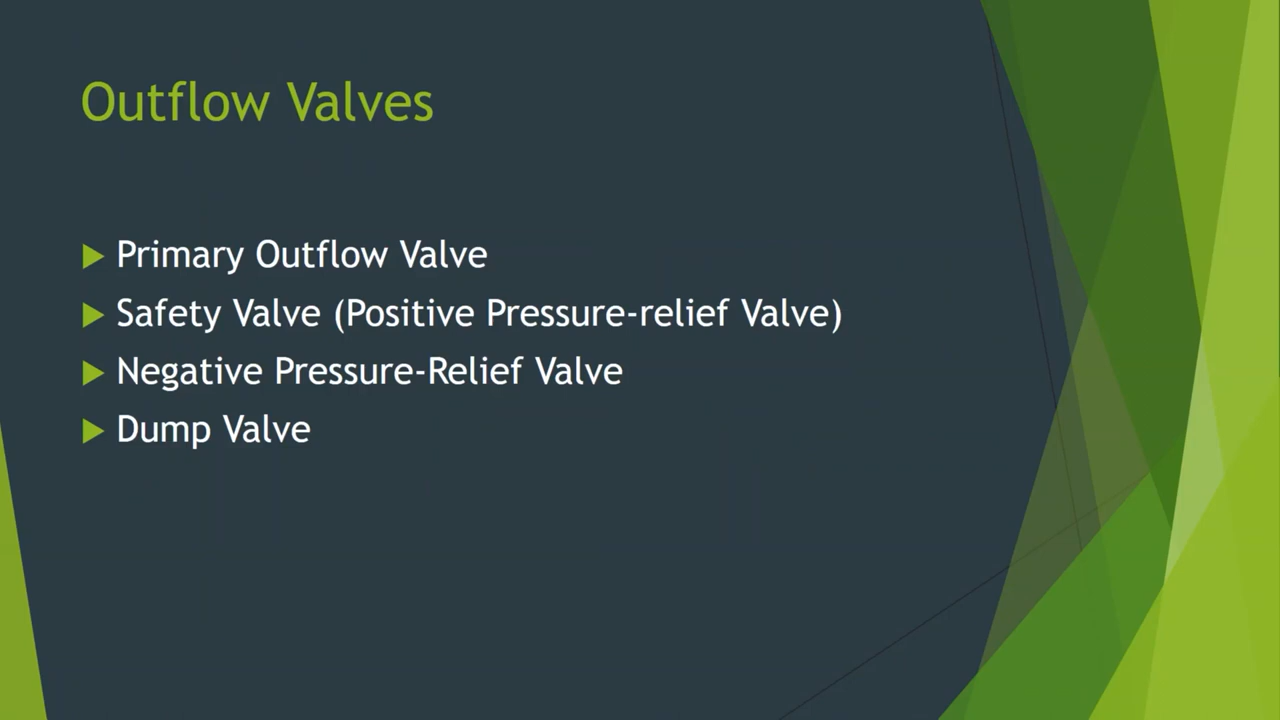 Outflow Valves
Primary Outflow Valve
Safety Valve (Positive Pressure-relief Valve)
Negative Pressure-Relief Valve
Dump Valve